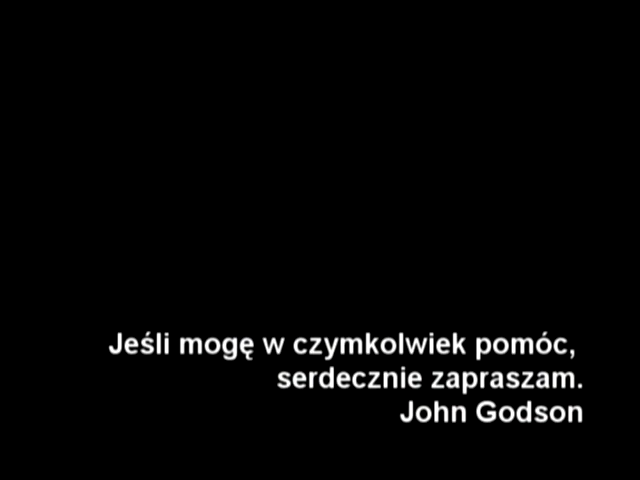 Jeśli mogę w czymkolwiek pomóc,
serdecznie zapraszam.
John Godson